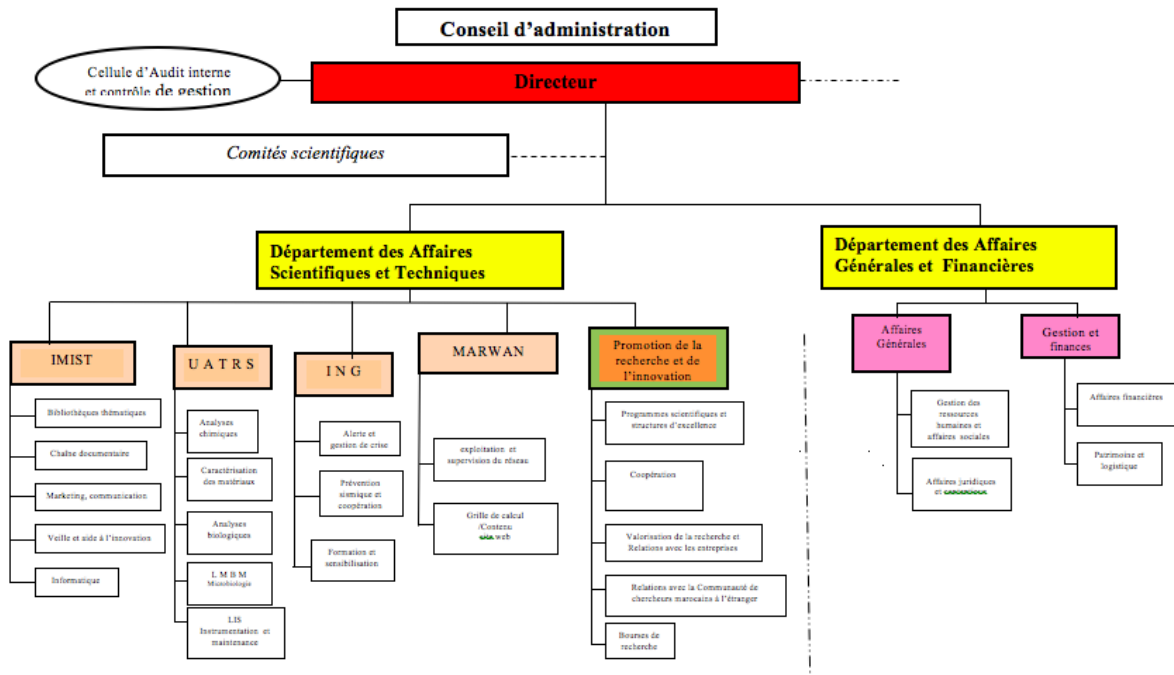 Conseil d'administration
Cellule d'Audit interne
et contrôle de gestion
Directeur
Comités scientifiques
Département des Affaires
Scientifiques et Techniques
Département des Affaires
Générales et Financières
IMIST
Bibliothèques thématiques
Chaîne documentaire
Marketing, communication
Veille et aide à l'innovation
Informatique
U A T R S
Analyses
chimiques
Caractérisation
des matériaux
Analyses
biologiques
L M B M
Microbiologie
LIS
Instrumentation et
maintenance
I N G
Alerte et
gestion de crise
Prévention
sismique et
coopération
Formation et
sensibilisation
MARWAN
exploitation et
supervision du réseau
Grille de calcul
/Contenu
site web
Promotion de la
recherche et de
l'innovation
Programmes scientifiques et
structures d'excellence
Coopération
Valorisation de la recherche et
Relations avec les entreprises
Relations avec la Communauté de
chercheurs marocains à l'étranger
Bourses de
recherche
Affaires
Générales
Gestion des
ressources
humaines et
affaires sociales
Affaires juridiques
et
Gestion et
finances
Affaires financières
Patrimoine et
logistique